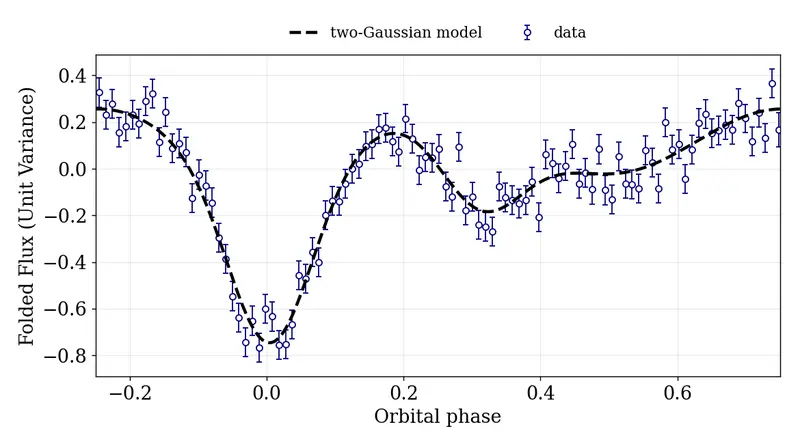 two-Gaussian model data
Folded Flux (Unit Variance)
0.4
0.2
0.0
−0.2
−0.4
−0.6
−0.8
−0.2 0.0 0.2 0.4 0.6
Orbital phase